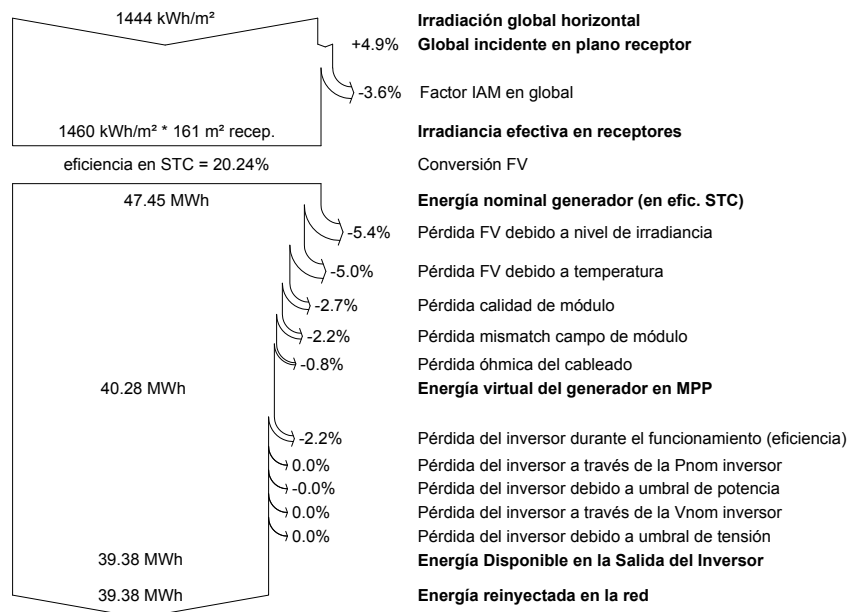 1444 kWh/m² Irradiación global horizontal
+4.9% Global incidente en plano receptor
-3.6% Factor IAM en global
1460 kWh/m² * 161 m² recep. Irradiancia efectiva en receptores
eficiencia en STC = 20.24% Conversión FV
47.45 MWh Energía nominal generador (en efic. STC)
-5.4% Pérdida FV debido a nivel de irradiancia
-5.0% Pérdida FV debido a temperatura
-2.7% Pérdida calidad de módulo
-2.2% Pérdida mismatch campo de módulo
-0.8% Pérdida óhmica del cableado
40.28 MWh Energía virtual del generador en MPP
-2.2% Pérdida del inversor durante el funcionamiento (eficiencia)
0.0% Pérdida del inversor a través de la Pnom inversor
-0.0% Pérdida del inversor debido a umbral de potencia
0.0% Pérdida del inversor a través de la Vnom inversor
0.0% Pérdida del inversor debido a umbral de tensión
39.38 MWh Energía Disponible en la Salida del Inversor
39.38 MWh Energía reinyectada en la red